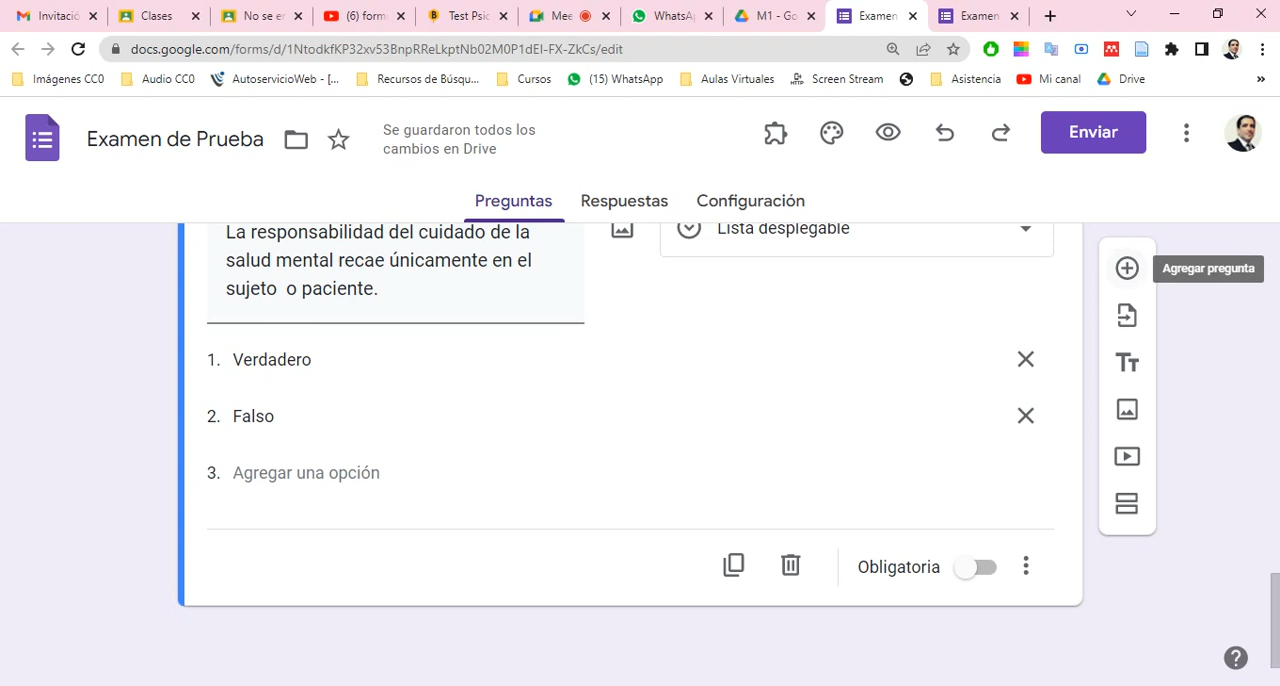 Invitació
Clases
No se er
(6) form
Test Psic
Mee
WhatsA
M1 - Go
Examen
Examen
docs.google.com/forms/d/1NtodkfKP32xv53BnpRReLkptNb02M0P1dEI-FX-ZkCs/edit
Imágenes CC0
Audio CC0
AutoservicioWeb - [...
Recursos de Búsqu...
Cursos
(15) WhatsApp
Aulas Virtuales
Screen Stream
Asistencia
Mi canal
Drive
»
Examen de Prueba
Se guardaron todos los
cambios en Drive
Enviar
Preguntas
Respuestas
Configuración
La responsabilidad del cuidado de la
salud mental recae únicamente en el
sujeto o paciente.
Lista desplegable
Agregar pregunta
1. Verdadero
2. Falso
3. Agregar una opción
Obligatoria